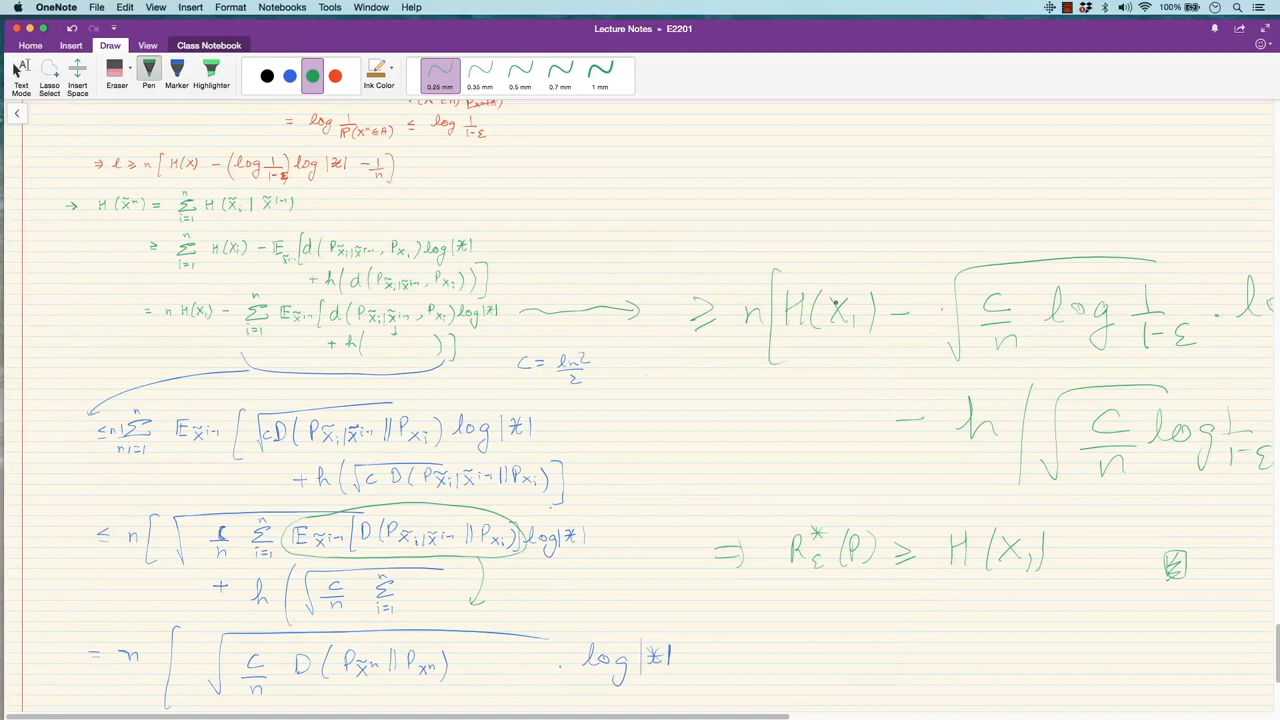 OneNote File Edit View Insert Format Notebooks Tools Window Help 100%
Lecture Notes » E2201
Home Insert Draw View Class Notebook
Text Mode Lasso Select Insert Space Eraser Pen Marker Highlighter Ink Color 0.25 mm 0.35 mm 0.5 mm 0.7 mm 1 mm
= log 1/P(Xⁿ∈A) ≤ log 1/(1-ε)
⇒ l ≥ n[H(X) - (log 1/(1-ε)) log|𝒳| - 1/n]
→ H(X̃ⁿ) = Σ_{i=1}^n H(X̃_i | X̃^{i-1})
≥ Σ_{i=1}^n H(X_i) - 𝔼_{X̃^{i-1}}[d(P_{X̃_i|X̃^{i-1}}, P_{X_i}) log|𝒳|
+ h(d(P_{X̃_i|X̃^{i-1}}, P_{X_i}))]
= n H(X_1) - Σ_{i=1}^n 𝔼_{X̃^{i-1}}[d(P_{X̃_i|X̃^{i-1}}, P_{X_i}) log|𝒳|
+ h( )]
≥ n[H(X_1) - √(c/n log 1/(1-ε)) · lo
C = ln2/2
- h(√(c/n log 1/(1-ε)
≤ n 1/n Σ_{i=1}^n 𝔼_{X̃^{i-1}}[√(cD(P_{X̃_i|X̃^{i-1}} || P_{X_i})) log|𝒳|
+ h(√(c D(P_{X̃_i|X̃^{i-1}} || P_{X_i}))]
≤ n[√(c/n Σ_{i=1}^n 𝔼_{X̃^{i-1}}[D(P_{X̃_i|X̃^{i-1}} || P_{X_i})]) log|𝒳|
+ h(√(c/n Σ_{i=1}^n
⇒ R*_ε(P) ≥ H(X_1)
= n[√(c/n D(P_{X̃ⁿ} || P_{Xⁿ})) · log|𝒳|